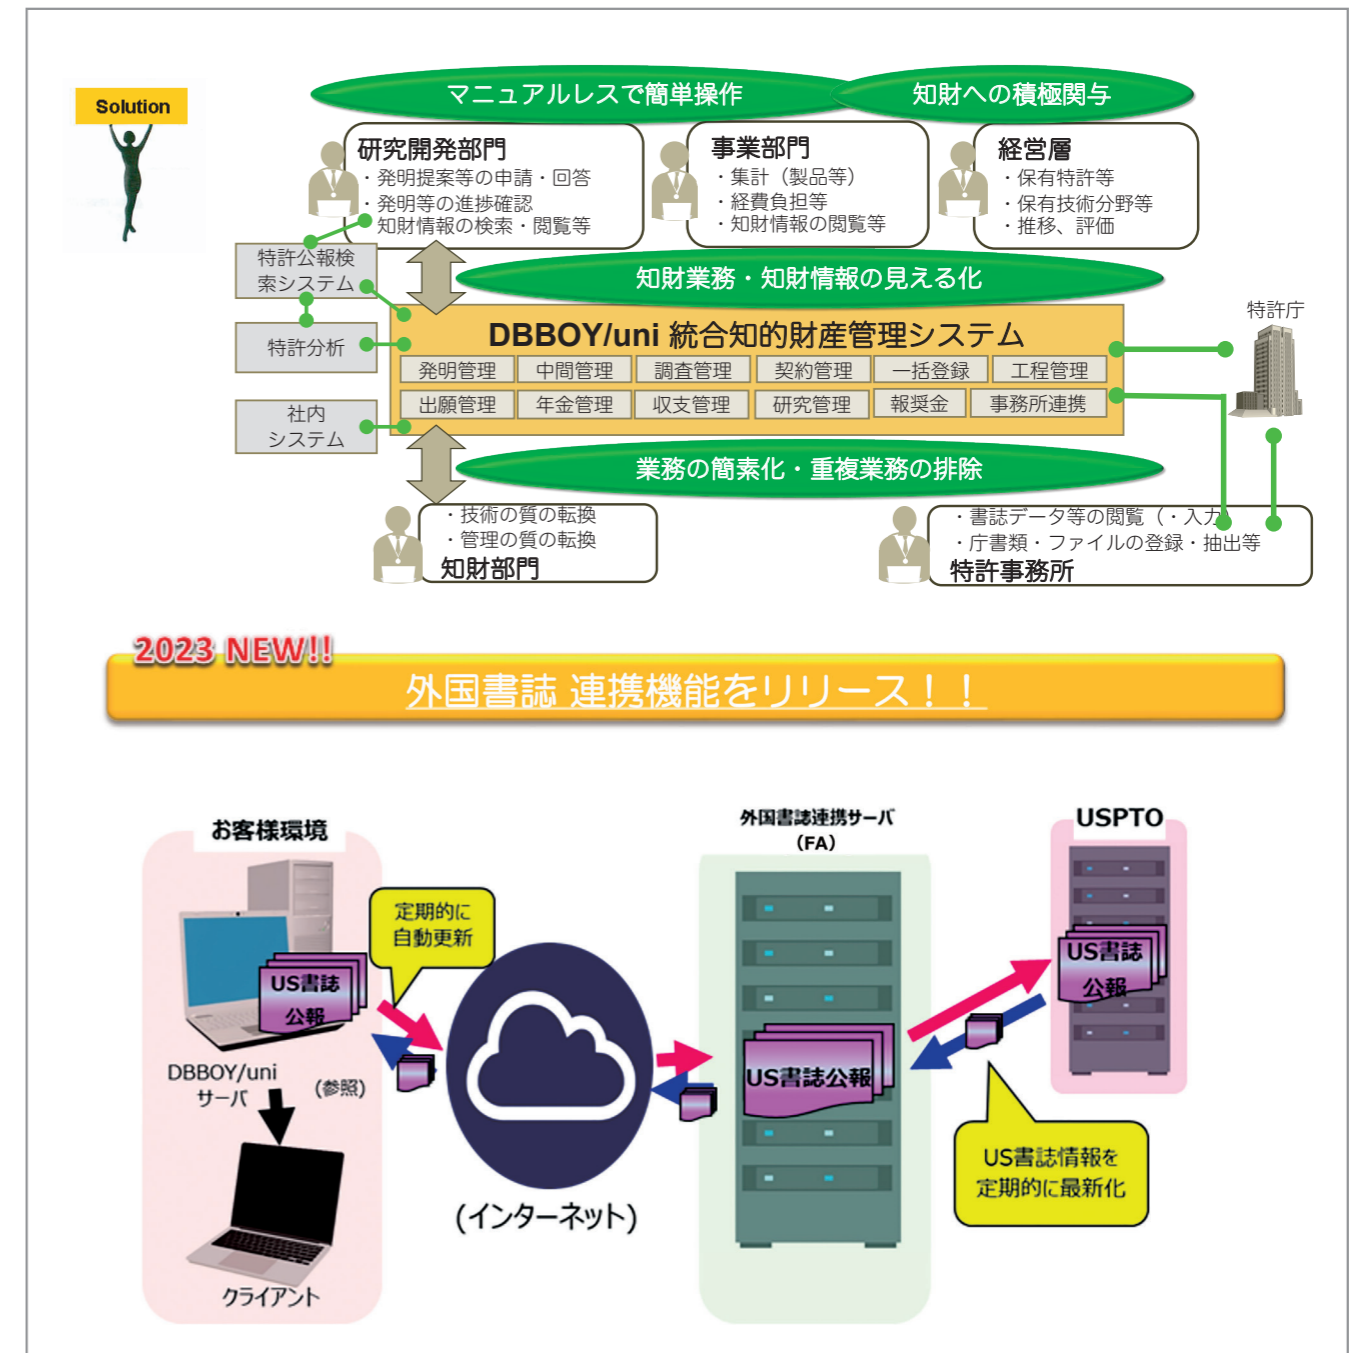 Solution
マニュアルレスで簡単操作
知財への積極関与
研究開発部門
・発明提案等の申請・回答
・発明等の進捗確認
知財情報の検索・閲覧等
事業部門
・集計（製品等）
・経費負担等
・知財情報の閲覧等
経営層
・保有特許等
・保有技術分野等
・推移、評価
特許公報検
索システム
特許分析
社内
システム
知財業務・知財情報の見える化
DBBOY/uni 統合知的財産管理システム
発明管理
中間管理
調査管理
契約管理
一括登録
工程管理
出願管理
年金管理
収支管理
研究管理
報奨金
事務所連携
特許庁
業務の簡素化・重複業務の排除
・技術の質の転換
・管理の質の転換
知財部門
・書誌データ等の閲覧（・入力）
・庁書類・ファイルの登録・抽出等
特許事務所
2023 NEW!!
外国書誌 連携機能をリリース！！
お客様環境
定期的に
自動更新
US書誌
公報
DBBOY/uni
サーバ
(参照)
クライアント
(インターネット)
外国書誌連携サーバ
（FA）
US書誌公報
USPTO
US書誌
公報
US書誌情報を
定期的に最新化